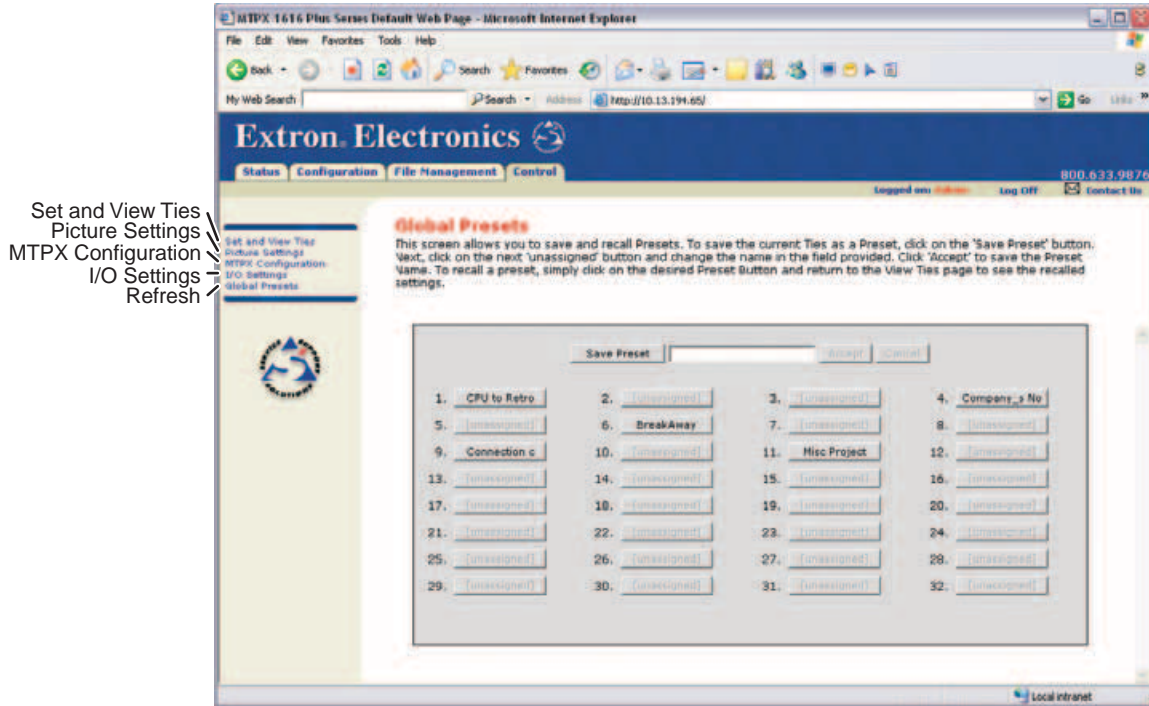 MTPX 1616 Plus Series Default Web Page - Microsoft Internet Explorer
File Edit View Favorites Tools Help
Back Search Favorites
My Web Search Search Address http://10.13.194.65/ Go Links »
Extron. Electronics
Status Configuration File Management Control
800.633.9876
Logged on: Admin Log Off Contact Us
Set and View Ties
Picture Settings
MTPX Configuration
I/O Settings
Refresh
Set and View Ties
Picture Settings
MTPX Configuration
I/O Settings
Global Presets
SERVICE SUPPORT SOLUTIONS
Global Presets
This screen allows you to save and recall Presets. To save the current Ties as a Preset, click on the 'Save Preset' button.
Next, click on the next 'unassigned' button and change the name in the field provided. Click 'Accept' to save the Preset
Name. To recall a preset, simply click on the desired Preset Button and return to the View Ties page to see the recalled
settings.
Save Preset Accept Cancel
1. CPU to Retro 2. [unassigned] 3. [unassigned] 4. Company_s No
5. [unassigned] 6. BreakAway 7. [unassigned] 8. [unassigned]
9. Connection c 10. [unassigned] 11. Misc Project 12. [unassigned]
13. [unassigned] 14. [unassigned] 15. [unassigned] 16. [unassigned]
17. [unassigned] 18. [unassigned] 19. [unassigned] 20. [unassigned]
21. [unassigned] 22. [unassigned] 23. [unassigned] 24. [unassigned]
25. [unassigned] 26. [unassigned] 27. [unassigned] 28. [unassigned]
29. [unassigned] 30. [unassigned] 31. [unassigned] 32. [unassigned]
Local intranet